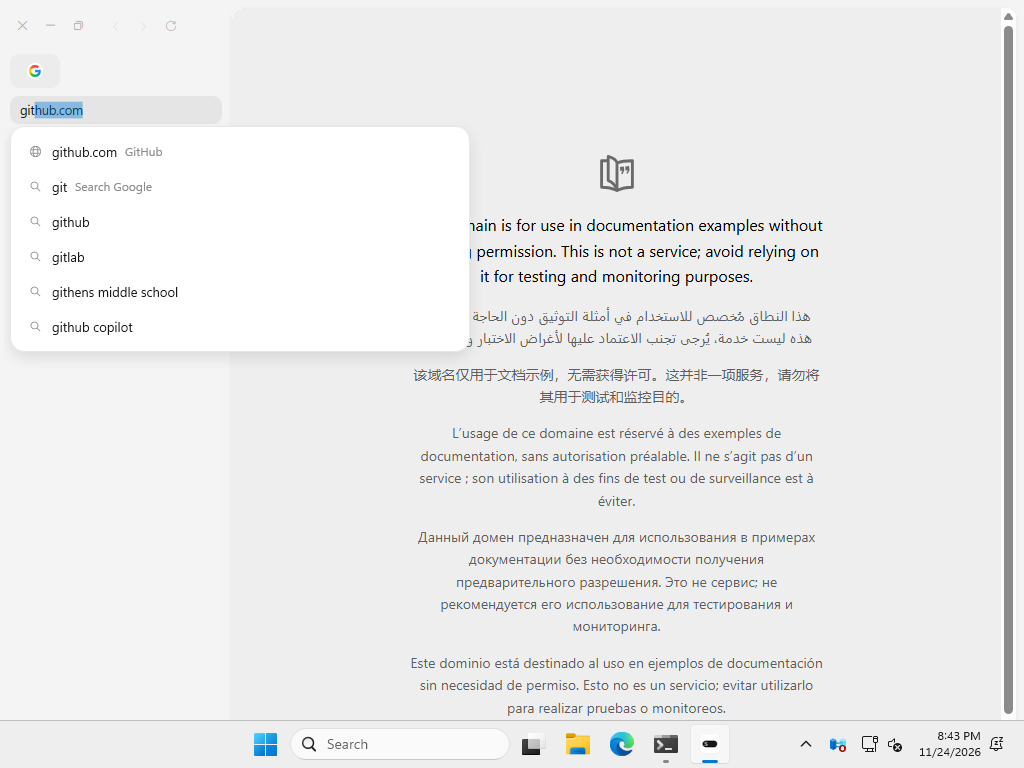 github.com
github.com GitHub
git Search Google
github
gitlab
githens middle school
github copilot
main is for use in documentation examples without
permission. This is not a service; avoid relying on
it for testing and monitoring purposes.
هذا النطاق مُخصص للاستخدام في أمثلة التوثيق دون الحاجة
هذه ليست خدمة، يُرجى تجنب الاعتماد عليها لأغراض الاختبار
该域名仅用于文档示例，无需获得许可。这并非一项服务，请勿将
其用于测试和监控目的。
L’usage de ce domaine est réservé à des exemples de
documentation, sans autorisation préalable. Il ne s’agit pas d’un
service ; son utilisation à des fins de test ou de surveillance est à
éviter.
Данный домен предназначен для использования в примерах
документации без необходимости получения
предварительного разрешения. Это не сервис; не
рекомендуется его использование для тестирования и
мониторинга.
Este dominio está destinado al uso en ejemplos de documentación
sin necesidad de permiso. Esto no es un servicio; evitar utilizarlo
para realizar pruebas o monitoreos.
Search
8:43 PM
11/24/2026